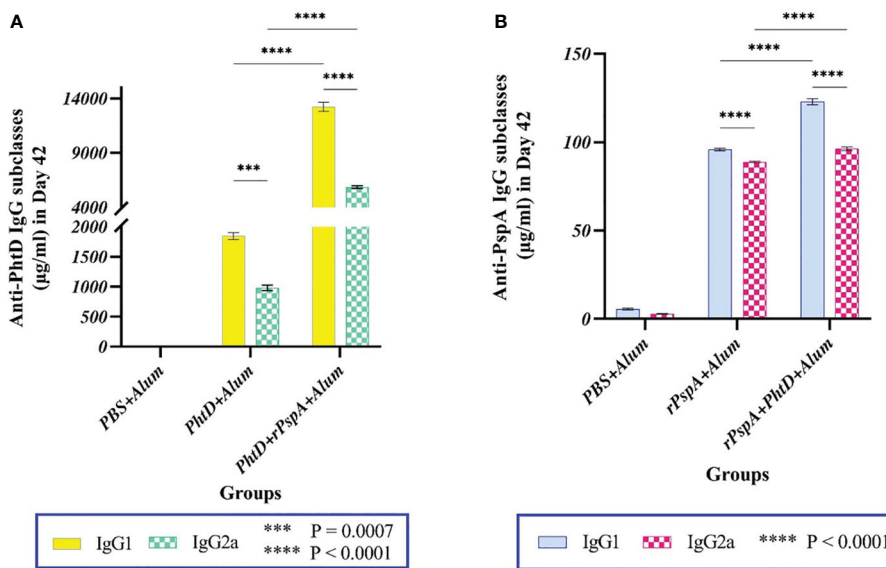 A
Anti-PhtD IgG subclasses
(µg/ml) in Day 42
14000
9000
4000
2000
1500
1000
500
0
****
****
****
***
PBS+Alum
PhtD+Alum
PhtD+rPspA+Alum
Groups
IgG1
IgG2a
*** P = 0.0007
**** P < 0.0001
B
Anti-PspA IgG subclasses
(µg/ml) in Day 42
150
100
50
0
****
****
****
****
PBS+Alum
rPspA+Alum
rPspA+PhtD+Alum
Groups
IgG1
IgG2a
**** P < 0.0001